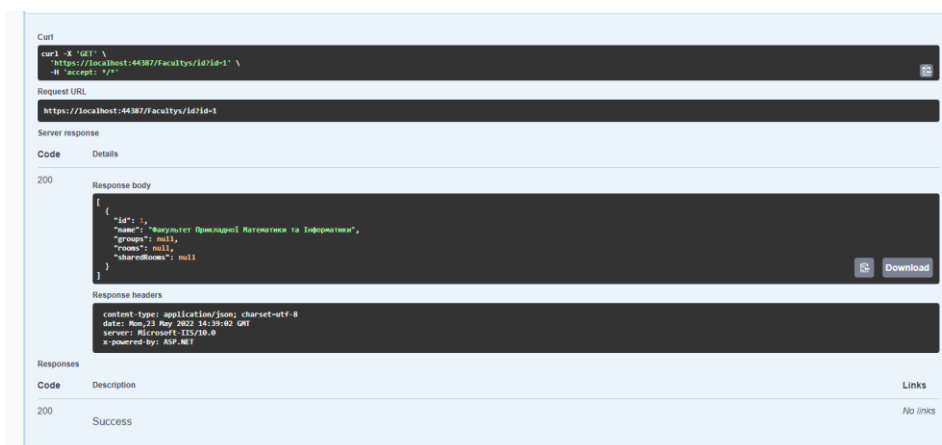 Curl
curl -X 'GET' \
'https://localhost:44387/Facultys/id?id=1' \
-H 'accept: */*'
Request URL
https://localhost:44387/Facultys/id?id=1
Server response
Code Details
200
Response body
[
{
"id": 1,
"name": "Факультет Прикладної Математики та Інформатики",
"groups": null,
"rooms": null,
"sharedRooms": null
}
]
Download
Response headers
content-type: application/json; charset=utf-8
date: Mon,23 May 2022 14:39:02 GMT
server: Microsoft-IIS/10.0
x-powered-by: ASP.NET
Responses
Code Description Links
200 Success No links